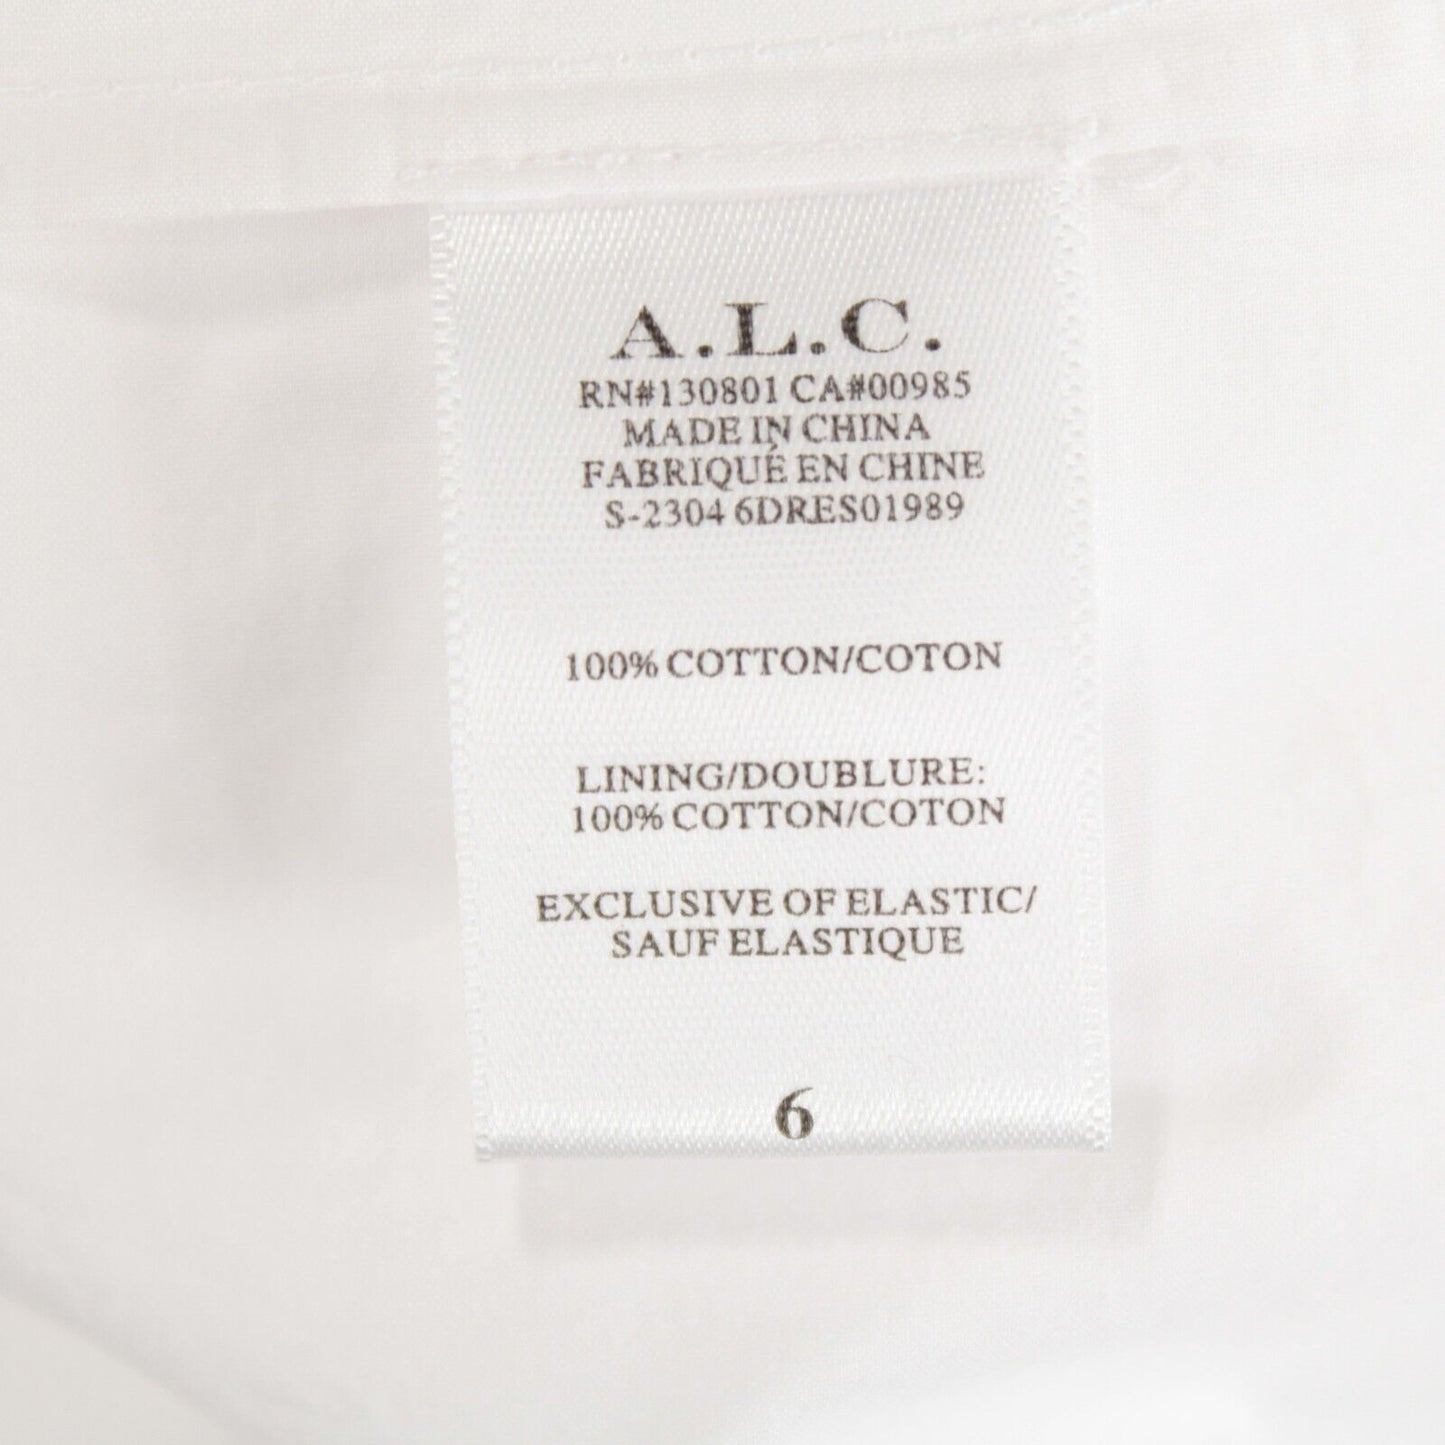 A.L.C.
RN#130801 CA#00985
MADE IN CHINA
FABRIQUÉ EN CHINE
S-2304 6DRES01989
100% COTTON/COTON
LINING/DOUBLURE:
100% COTTON/COTON
EXCLUSIVE OF ELASTIC/
SAUF ELASTIQUE
6